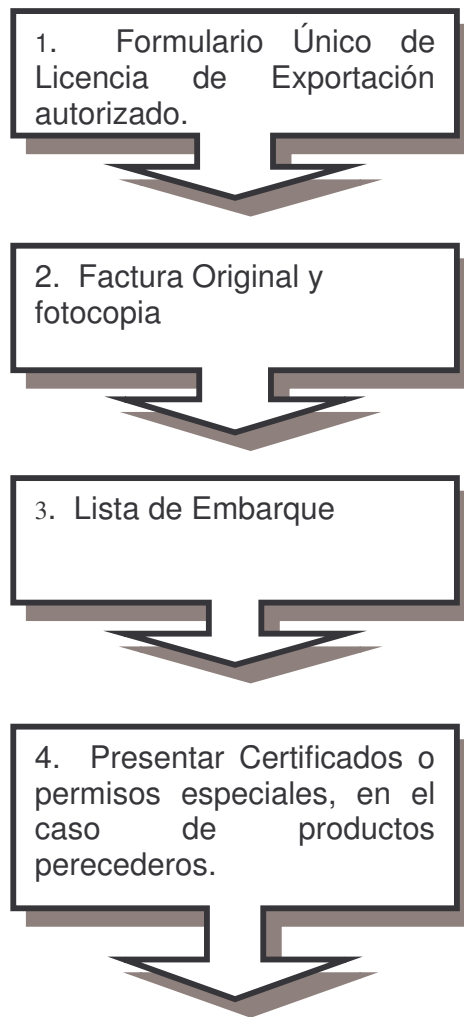 1. Formulario Único de
Licencia de Exportación
autorizado.
2. Factura Original y
fotocopia
3. Lista de Embarque
4. Presentar Certificados o
permisos especiales, en el
caso de productos
perecederos.